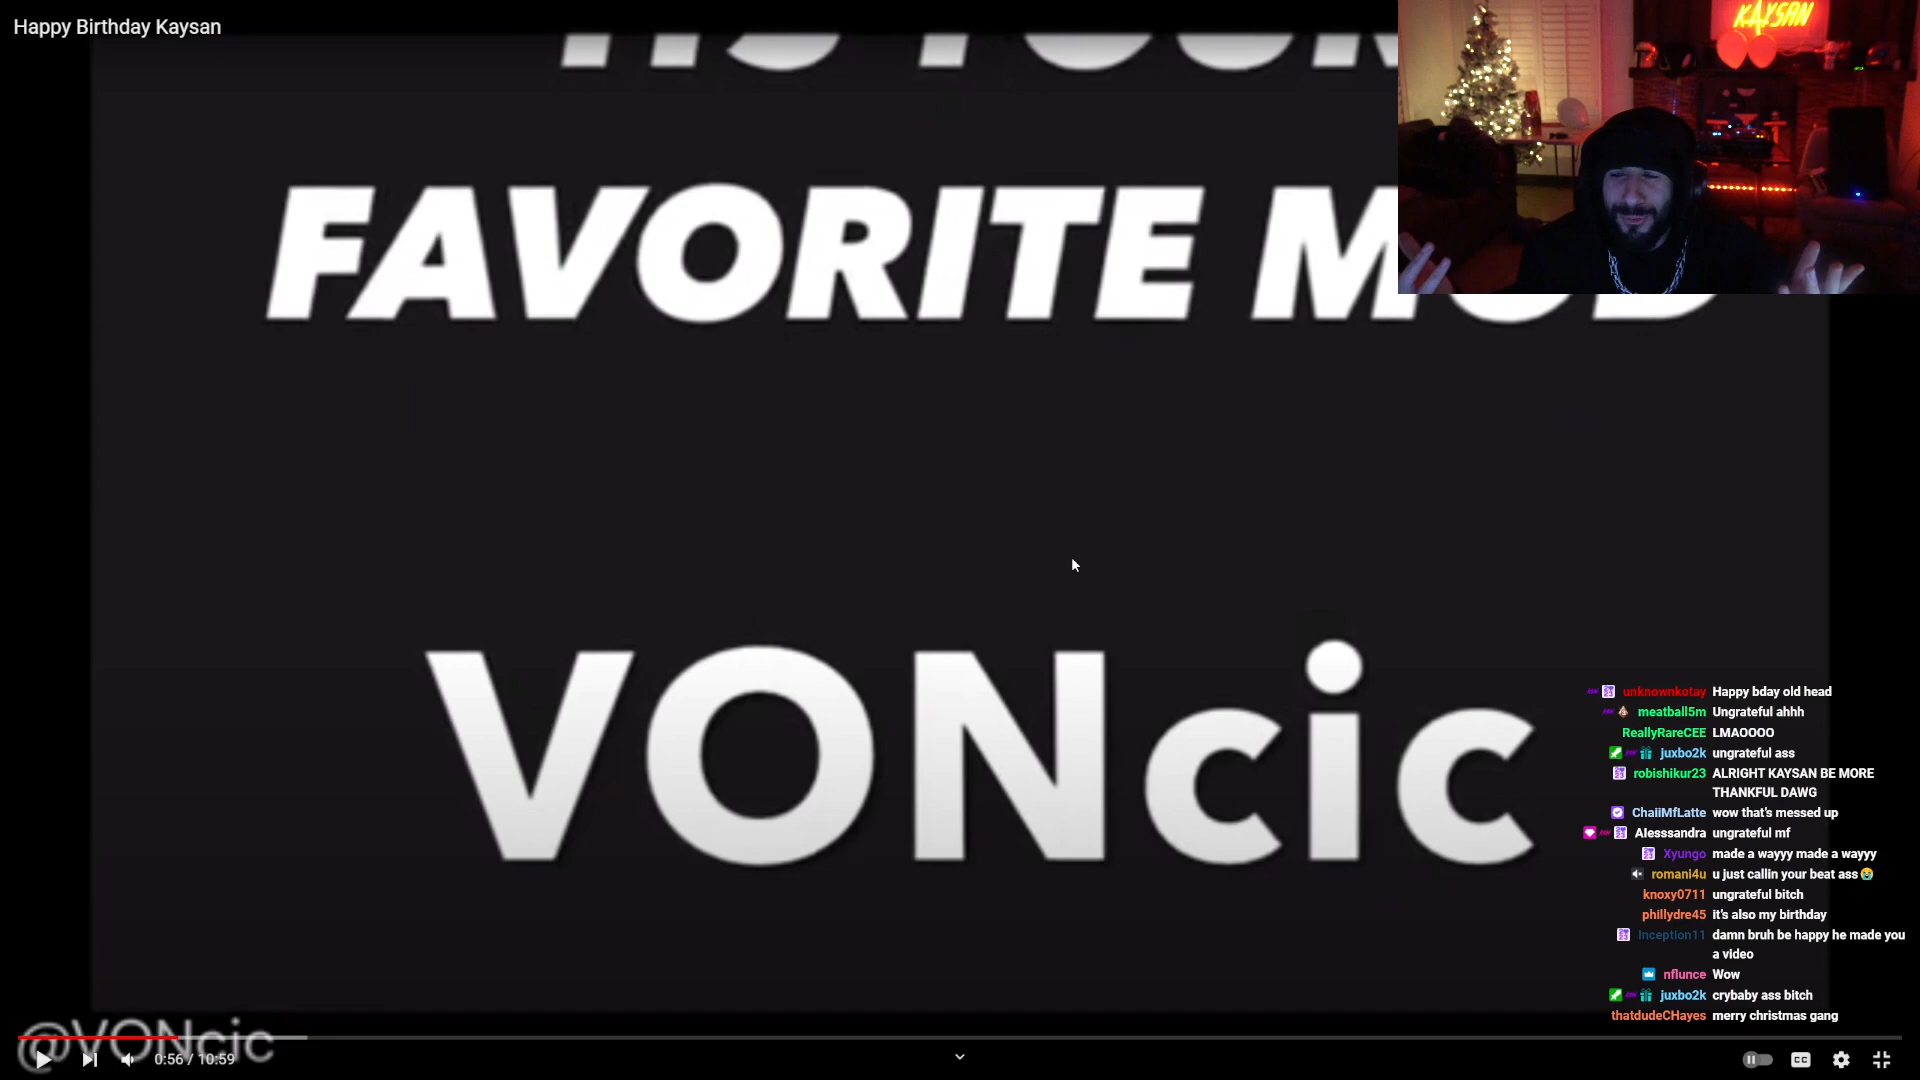 Happy Birthday Kaysan
KAYSAN
FAVORITE MOD
VONcic
unknownkotay Happy bday old head
meatball5m Ungrateful ahhh
ReallyRareCEE LMAOOOO
juxbo2k ungrateful ass
robishikur23 ALRIGHT KAYSAN BE MORE
THANKFUL DAWG
ChaiiMfLatte wow that's messed up
Alesssandra ungrateful mf
Xyungo made a wayyy made a wayyy
romani4u u just callin your beat ass😭
knoxy0711 ungrateful bitch
phillydre45 it's also my birthday
Inception11 damn bruh be happy he made you
a video
nflunce Wow
juxbo2k crybaby ass bitch
thatdudeCHayes merry christmas gang
@VONcic
0:56 / 10:59
CC